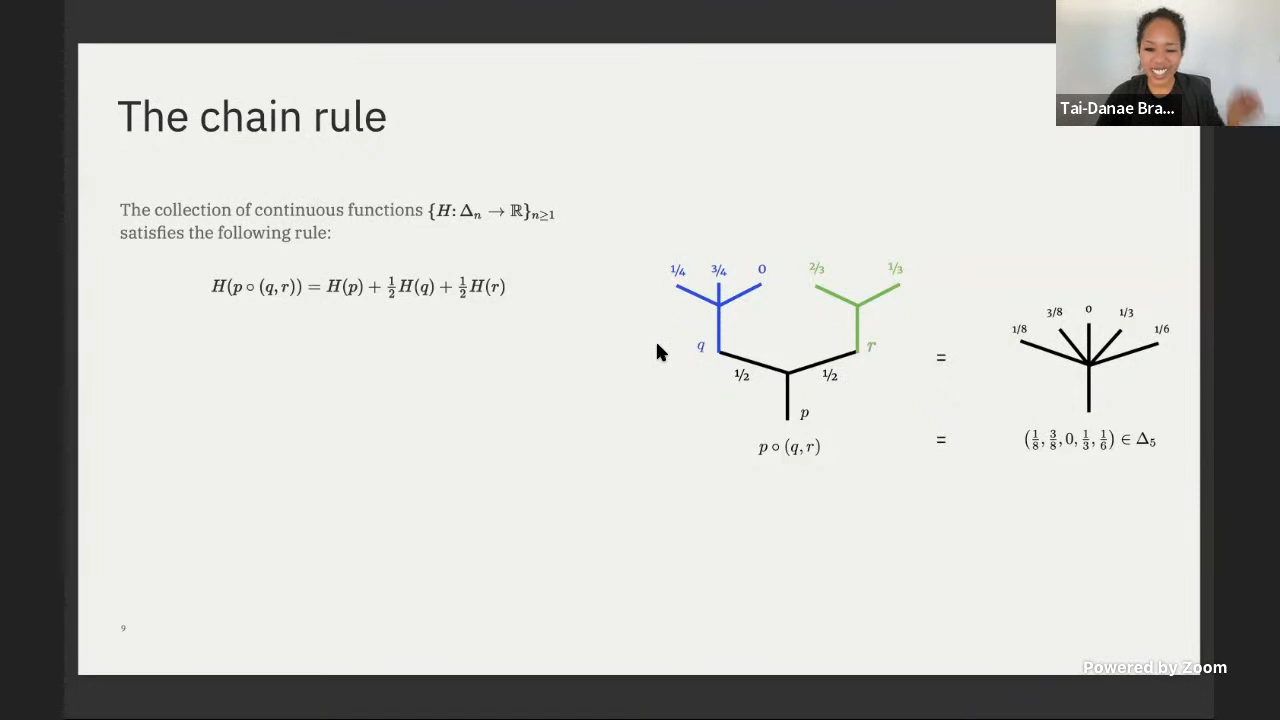 Tai-Danae Bra...
The chain rule
The collection of continuous functions {H: Δₙ → ℝ}ₙ≥₁
satisfies the following rule:
H(p ∘ (q, r)) = H(p) + ½H(q) + ½H(r)
1/4 3/4 0 2/3 1/3
q r
1/2 1/2
p
p ∘ (q, r)
=
=
1/8 3/8 0 1/3 1/6
(1/8, 3/8, 0, 1/3, 1/6) ∈ Δ₅
9
Powered by Zoom